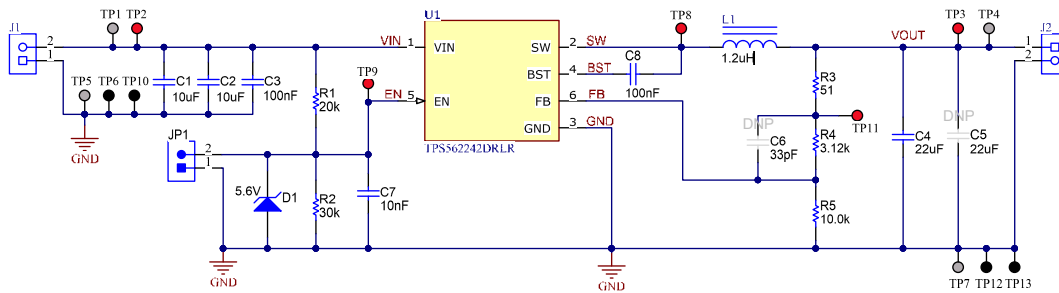 J1
2
1
TP1
TP2
TP5
TP6
TP10
GND
C1
10uF
C2
10uF
C3
100nF
R1
20k
TP9
VIN
1
EN
5
U1
VIN
EN
SW
BST
FB
GND
TPS562242DRLR
2
SW
4
BST
6
FB
3
GND
C8
100nF
TP8
L1
1.2uH
R3
51
TP11
DNP
C6
33pF
R4
3.12k
R5
10.0k
VOUT
C4
22uF
DNP
C5
22uF
TP3
TP4
J2
1
2
JP1
2
1
5.6V
D1
R2
30k
C7
10nF
GND
GND
TP7
TP12
TP13